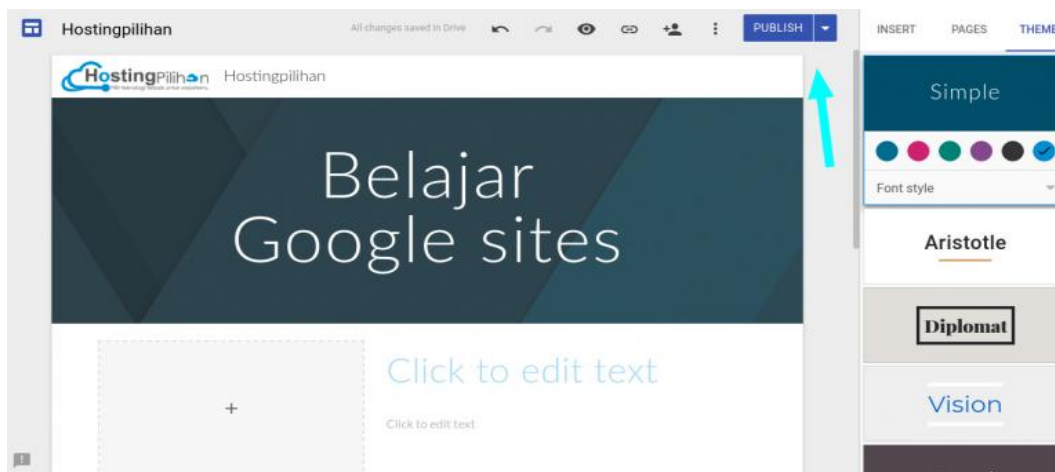 Hostingpilihan
All changes saved in Drive
PUBLISH
INSERT PAGES THEME
HostingPilihan
Hostingpilihan
Belajar
Google sites
Click to edit text
Click to edit text
Simple
Font style
Aristotle
Diplomat
Vision